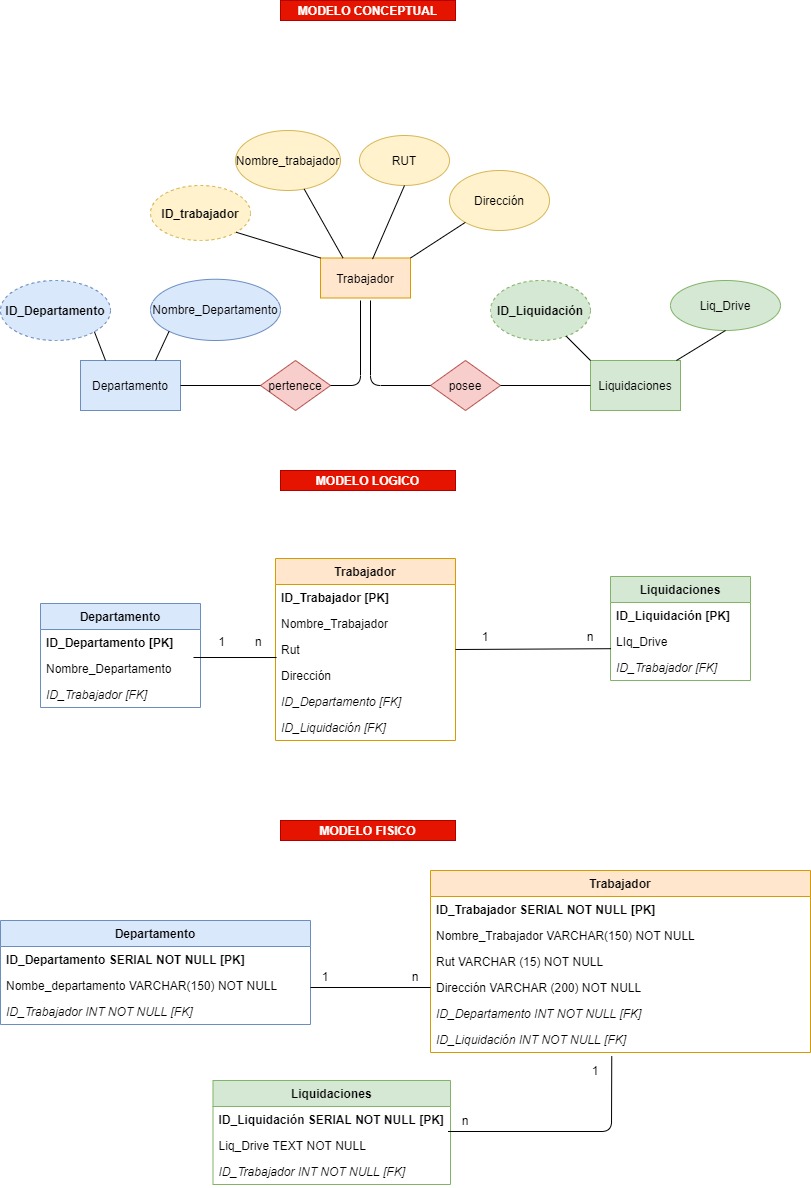 MODELO CONCEPTUAL
Nombre_trabajador
RUT
ID_trabajador
Dirección
Trabajador
ID_Departamento
Nombre_Departamento
ID_Liquidación
Liq_Drive
Departamento
pertenece
posee
Liquidaciones
MODELO LOGICO
Departamento
ID_Departamento [PK]
Nombre_Departamento
ID_Trabajador [FK]
1
n
Trabajador
ID_Trabajador [PK]
Nombre_Trabajador
Rut
Dirección
ID_Departamento [FK]
ID_Liquidación [FK]
1
n
Liquidaciones
ID_Liquidación [PK]
LIq_Drive
ID_Trabajador [FK]
MODELO FISICO
Departamento
ID_Departamento SERIAL NOT NULL [PK]
Nombe_departamento VARCHAR(150) NOT NULL
ID_Trabajador INT NOT NULL [FK]
1
n
Trabajador
ID_Trabajador SERIAL NOT NULL [PK]
Nombre_Trabajador VARCHAR(150) NOT NULL
Rut VARCHAR (15) NOT NULL
Dirección VARCHAR (200) NOT NULL
ID_Departamento INT NOT NULL [FK]
ID_Liquidación INT NOT NULL [FK]
1
n
Liquidaciones
ID_Liquidación SERIAL NOT NULL [PK]
Liq_Drive TEXT NOT NULL
ID_Trabajador INT NOT NULL [FK]